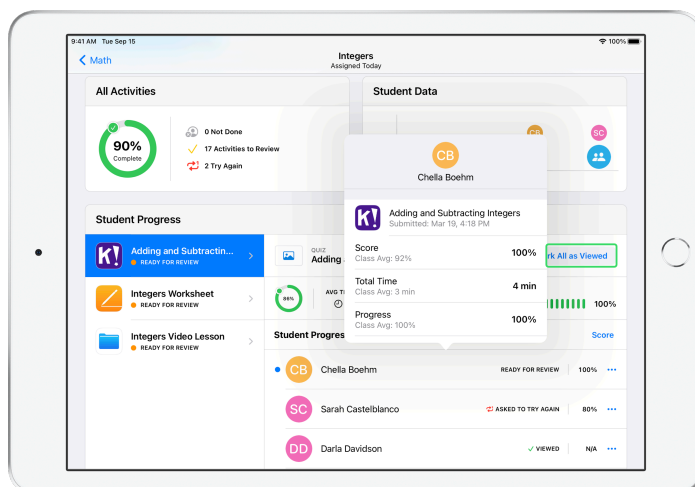 9:41 AM Tue Sep 15
100%
Math
Integers
Assigned Today
All Activities
90%
Complete
0 Not Done
17 Activities to Review
2 Try Again
Student Data
CB
SC
CB
Chella Boehm
K!
Adding and Subtracting Integers
Submitted: Mar 19, 4:18 PM
Score
Class Avg: 92%
100%
Total Time
Class Avg: 3 min
4 min
Progress
Class Avg: 100%
100%
Student Progress
K!
Adding and Subtractin...
READY FOR REVIEW
Integers Worksheet
READY FOR REVIEW
Integers Video Lesson
READY FOR REVIEW
QUIZ
Adding
rk All as Viewed
86%
AVG TI
100%
Student Progres
Score
CB
Chella Boehm
READY FOR REVIEW
100%
SC
Sarah Castelblanco
ASKED TO TRY AGAIN
80%
DD
Darla Davidson
VIEWED
N/A